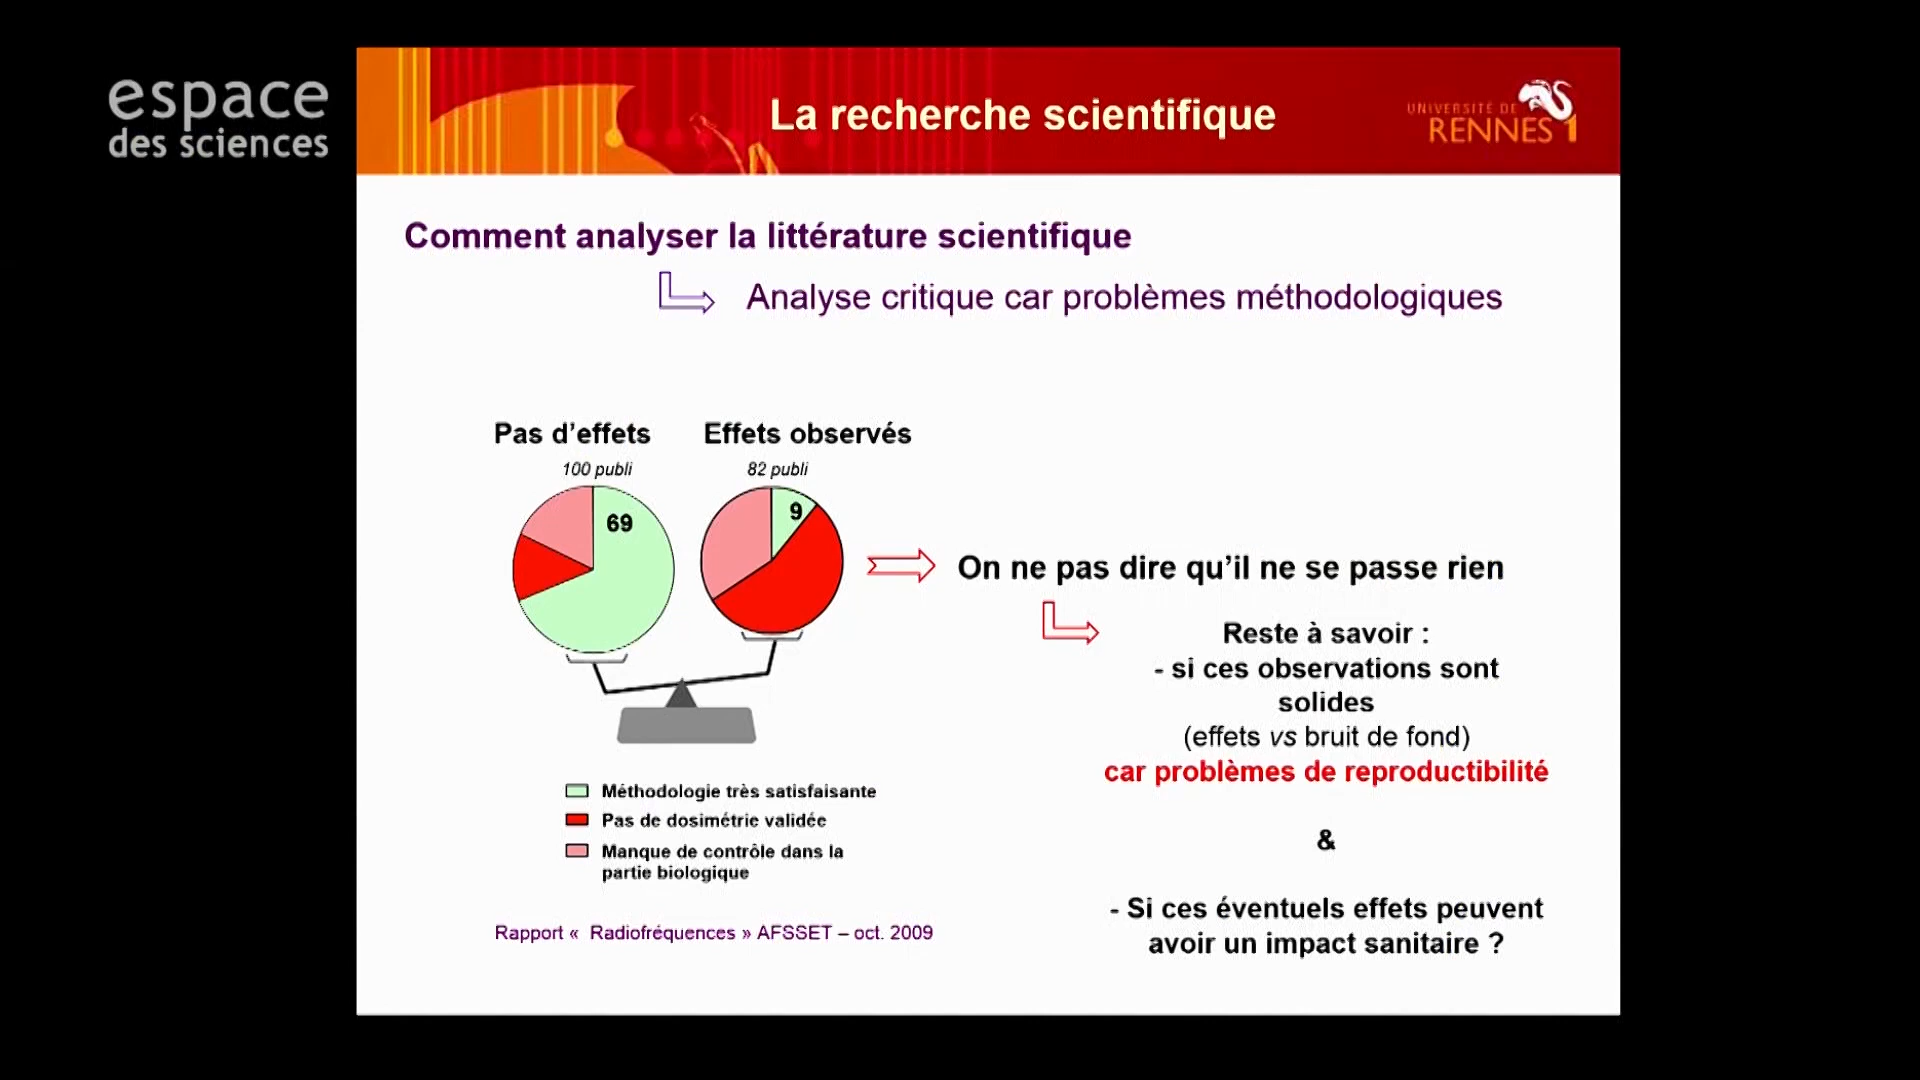 espace
des sciences
La recherche scientifique
UNIVERSITÉ DE
RENNES 1
Comment analyser la littérature scientifique
Analyse critique car problèmes méthodologiques
Pas d'effets
100 publi
69
Effets observés
82 publi
9
On ne pas dire qu'il ne se passe rien
Reste à savoir :
- si ces observations sont
solides
(effets vs bruit de fond)
car problèmes de reproductibilité
&
- Si ces éventuels effets peuvent
avoir un impact sanitaire ?
Méthodologie très satisfaisante
Pas de dosimétrie validée
Manque de contrôle dans la
partie biologique
Rapport « Radiofréquences » AFSSET – oct. 2009